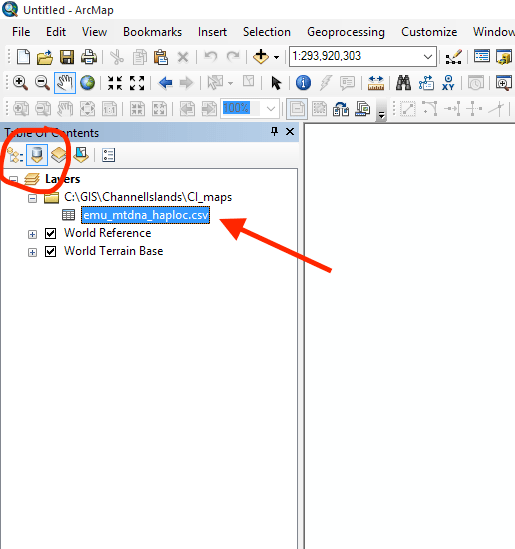 Untitled - ArcMap
File Edit View Bookmarks Insert Selection Geoprocessing Customize Window
1:293,920,303
100%
Table Of Contents
Layers
C:\GIS\ChannelIslands\CI_maps
emu_mtdna_haploc.csv
World Reference
World Terrain Base